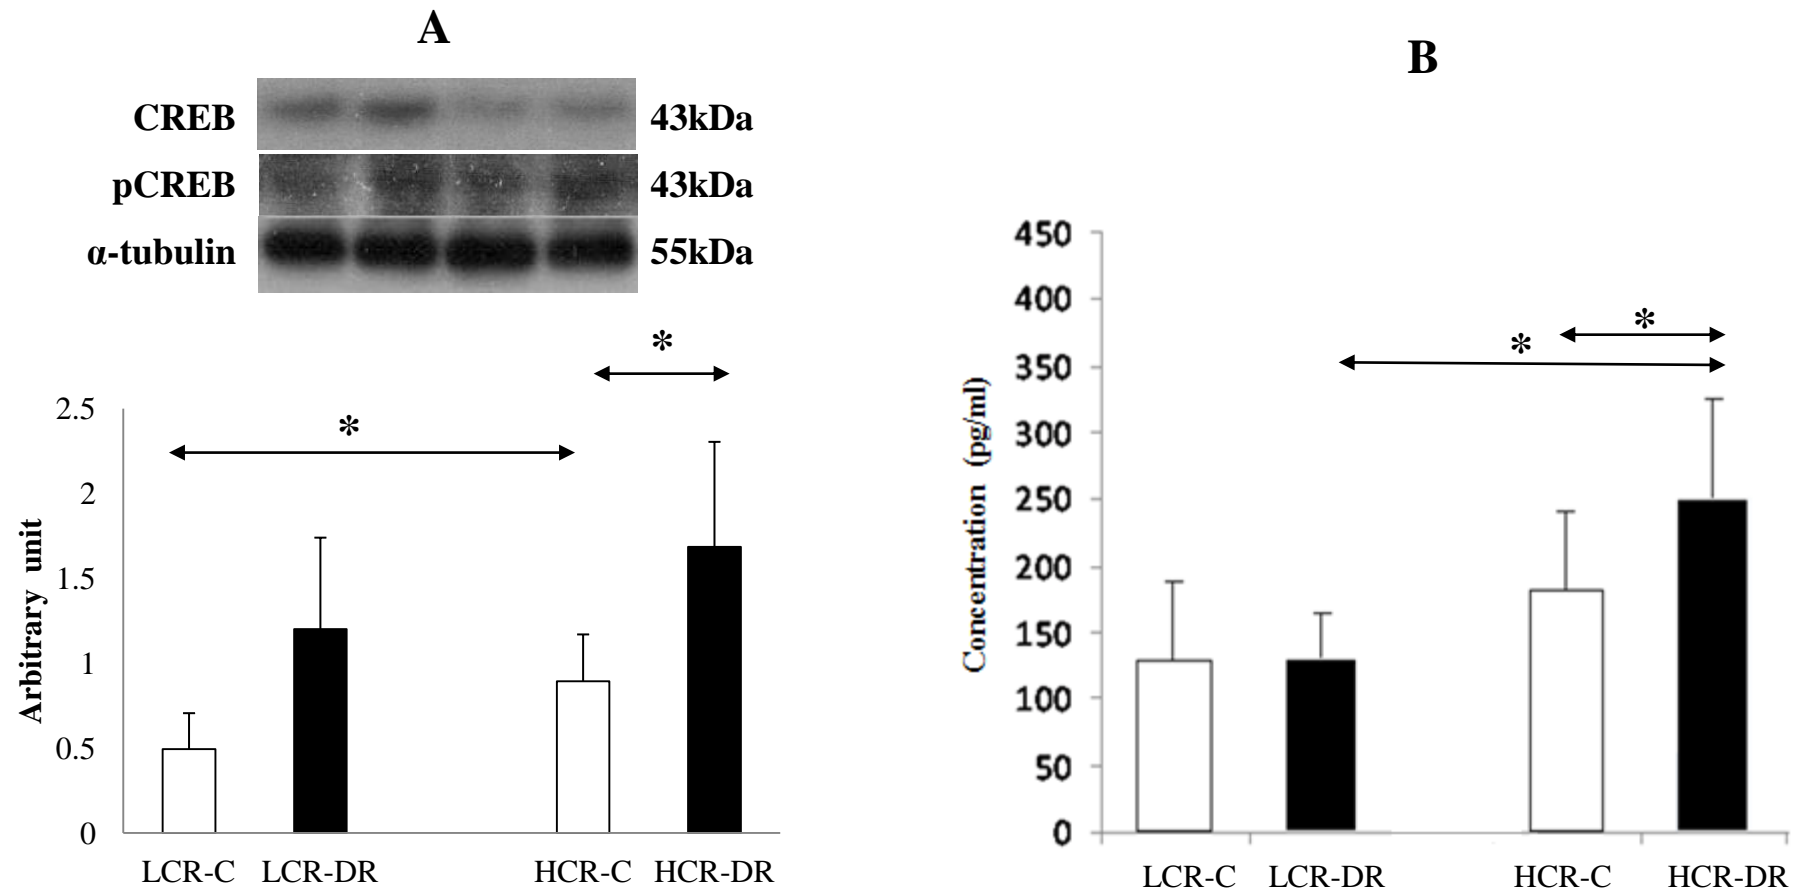 A
CREB 43kDa
pCREB 43kDa
α-tubulin 55kDa
*
*
2.5
2
1.5
1
0.5
0
Arbitrary unit
LCR-C LCR-DR HCR-C HCR-DR
B
*
*
450
400
350
300
250
200
150
100
50
0
Concentration (pg/ml)
LCR-C LCR-DR HCR-C HCR-DR